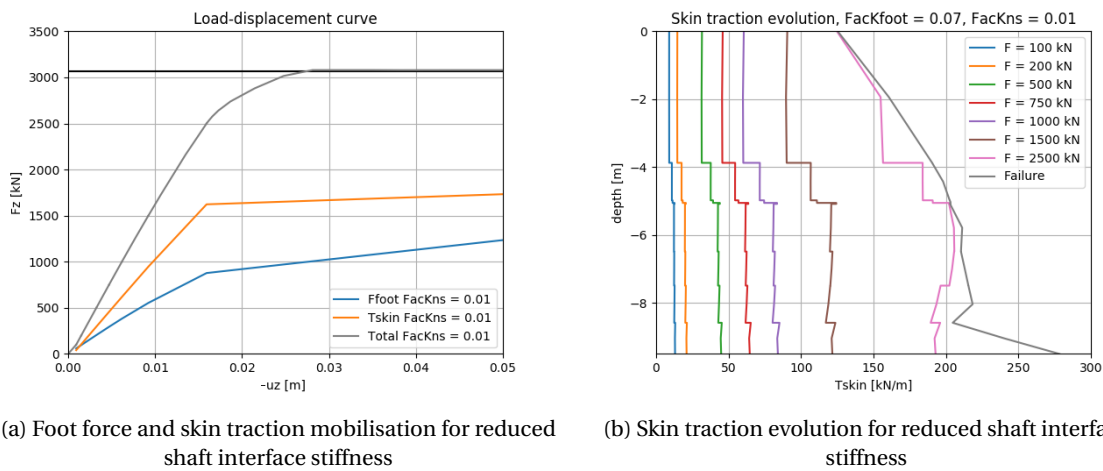 Load-displacement curve
3500
3000
2500
2000
1500
1000
500
0
Fz [kN]
0.00
0.01
0.02
0.03
0.04
0.05
−uz [m]
Ffoot FacKns = 0.01
Tskin FacKns = 0.01
Total FacKns = 0.01
(a) Foot force and skin traction mobilisation for reduced
shaft interface stiffness
Skin traction evolution, FacKfoot = 0.07, FacKns = 0.01
0
−2
−4
−6
−8
depth [m]
0
50
100
150
200
250
300
Tskin [kN/m]
F = 100 kN
F = 200 kN
F = 500 kN
F = 750 kN
F = 1000 kN
F = 1500 kN
F = 2500 kN
Failure
(b) Skin traction evolution for reduced shaft interfa
stiffness